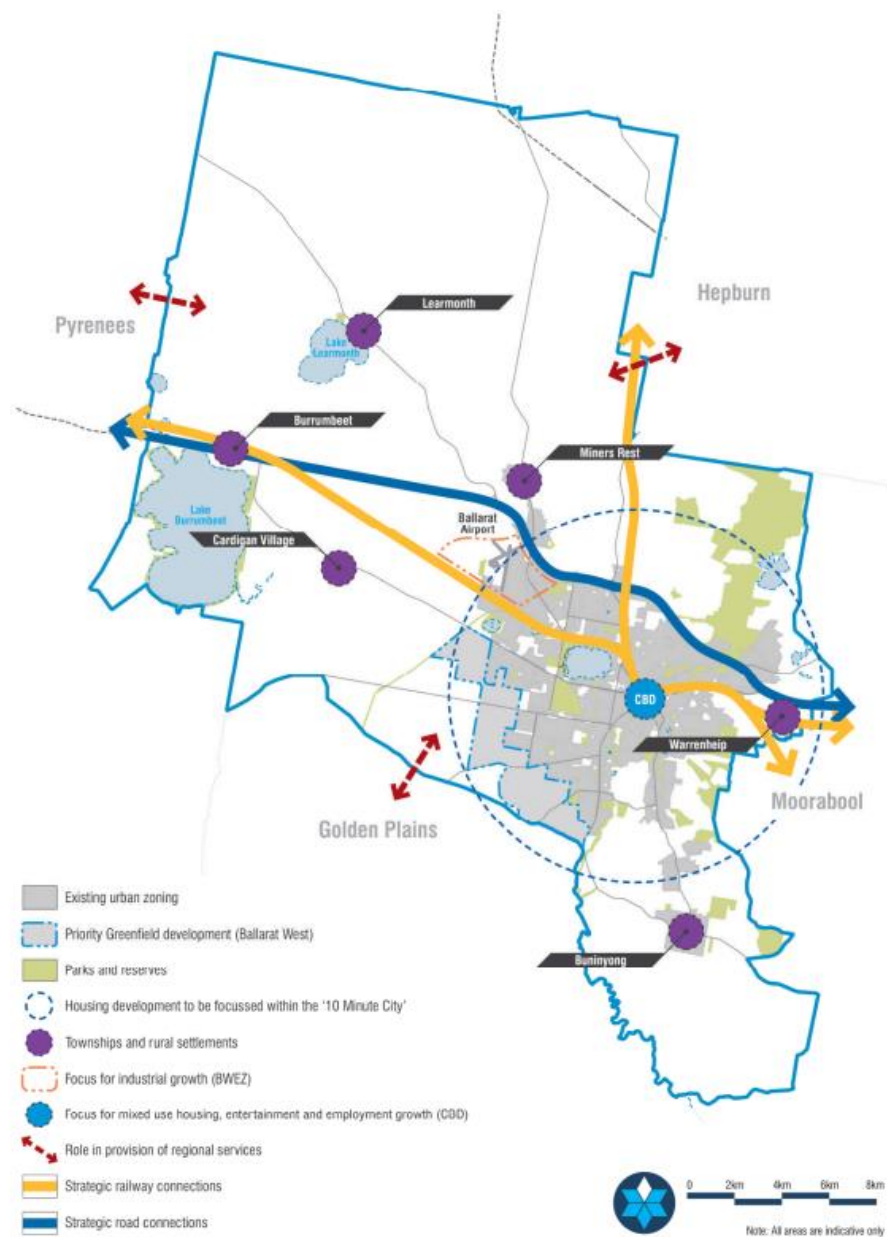 Hepburn
Pyrenees
Learmonth
Lake
Learmonth
Burrumbeet
Miners Rest
Lake
Burrumbeet
Ballarat
Airport
Cardigan Village
CBD
Warrenheip
Moorabool
Golden Plains
Buninyong
Existing urban zoning
Priority Greenfield development (Ballarat West)
Parks and reserves
Housing development to be focussed within the '10 Minute City'
Townships and rural settlements
Focus for industrial growth (BWEZ)
Focus for mixed use housing, entertainment and employment growth (CBD)
Role in provision of regional services
Strategic railway connections
Strategic road connections
0 2km 4km 6km 8km
Note: All areas are indicative only